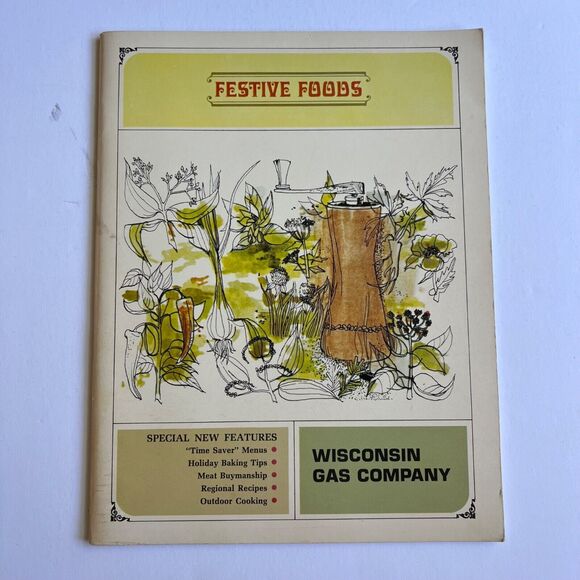 FESTIVE FOODS
SPECIAL NEW FEATURES
"Time Saver" Menus •
Holiday Baking Tips •
Meat Buymanship •
Regional Recipes •
Outdoor Cooking •
WISCONSIN
GAS COMPANY